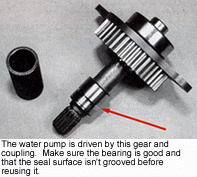 The water pump is driven by this gear and
coupling.  Make sure the bearing is good and
that the seal surface isn't grooved before
reusing it.